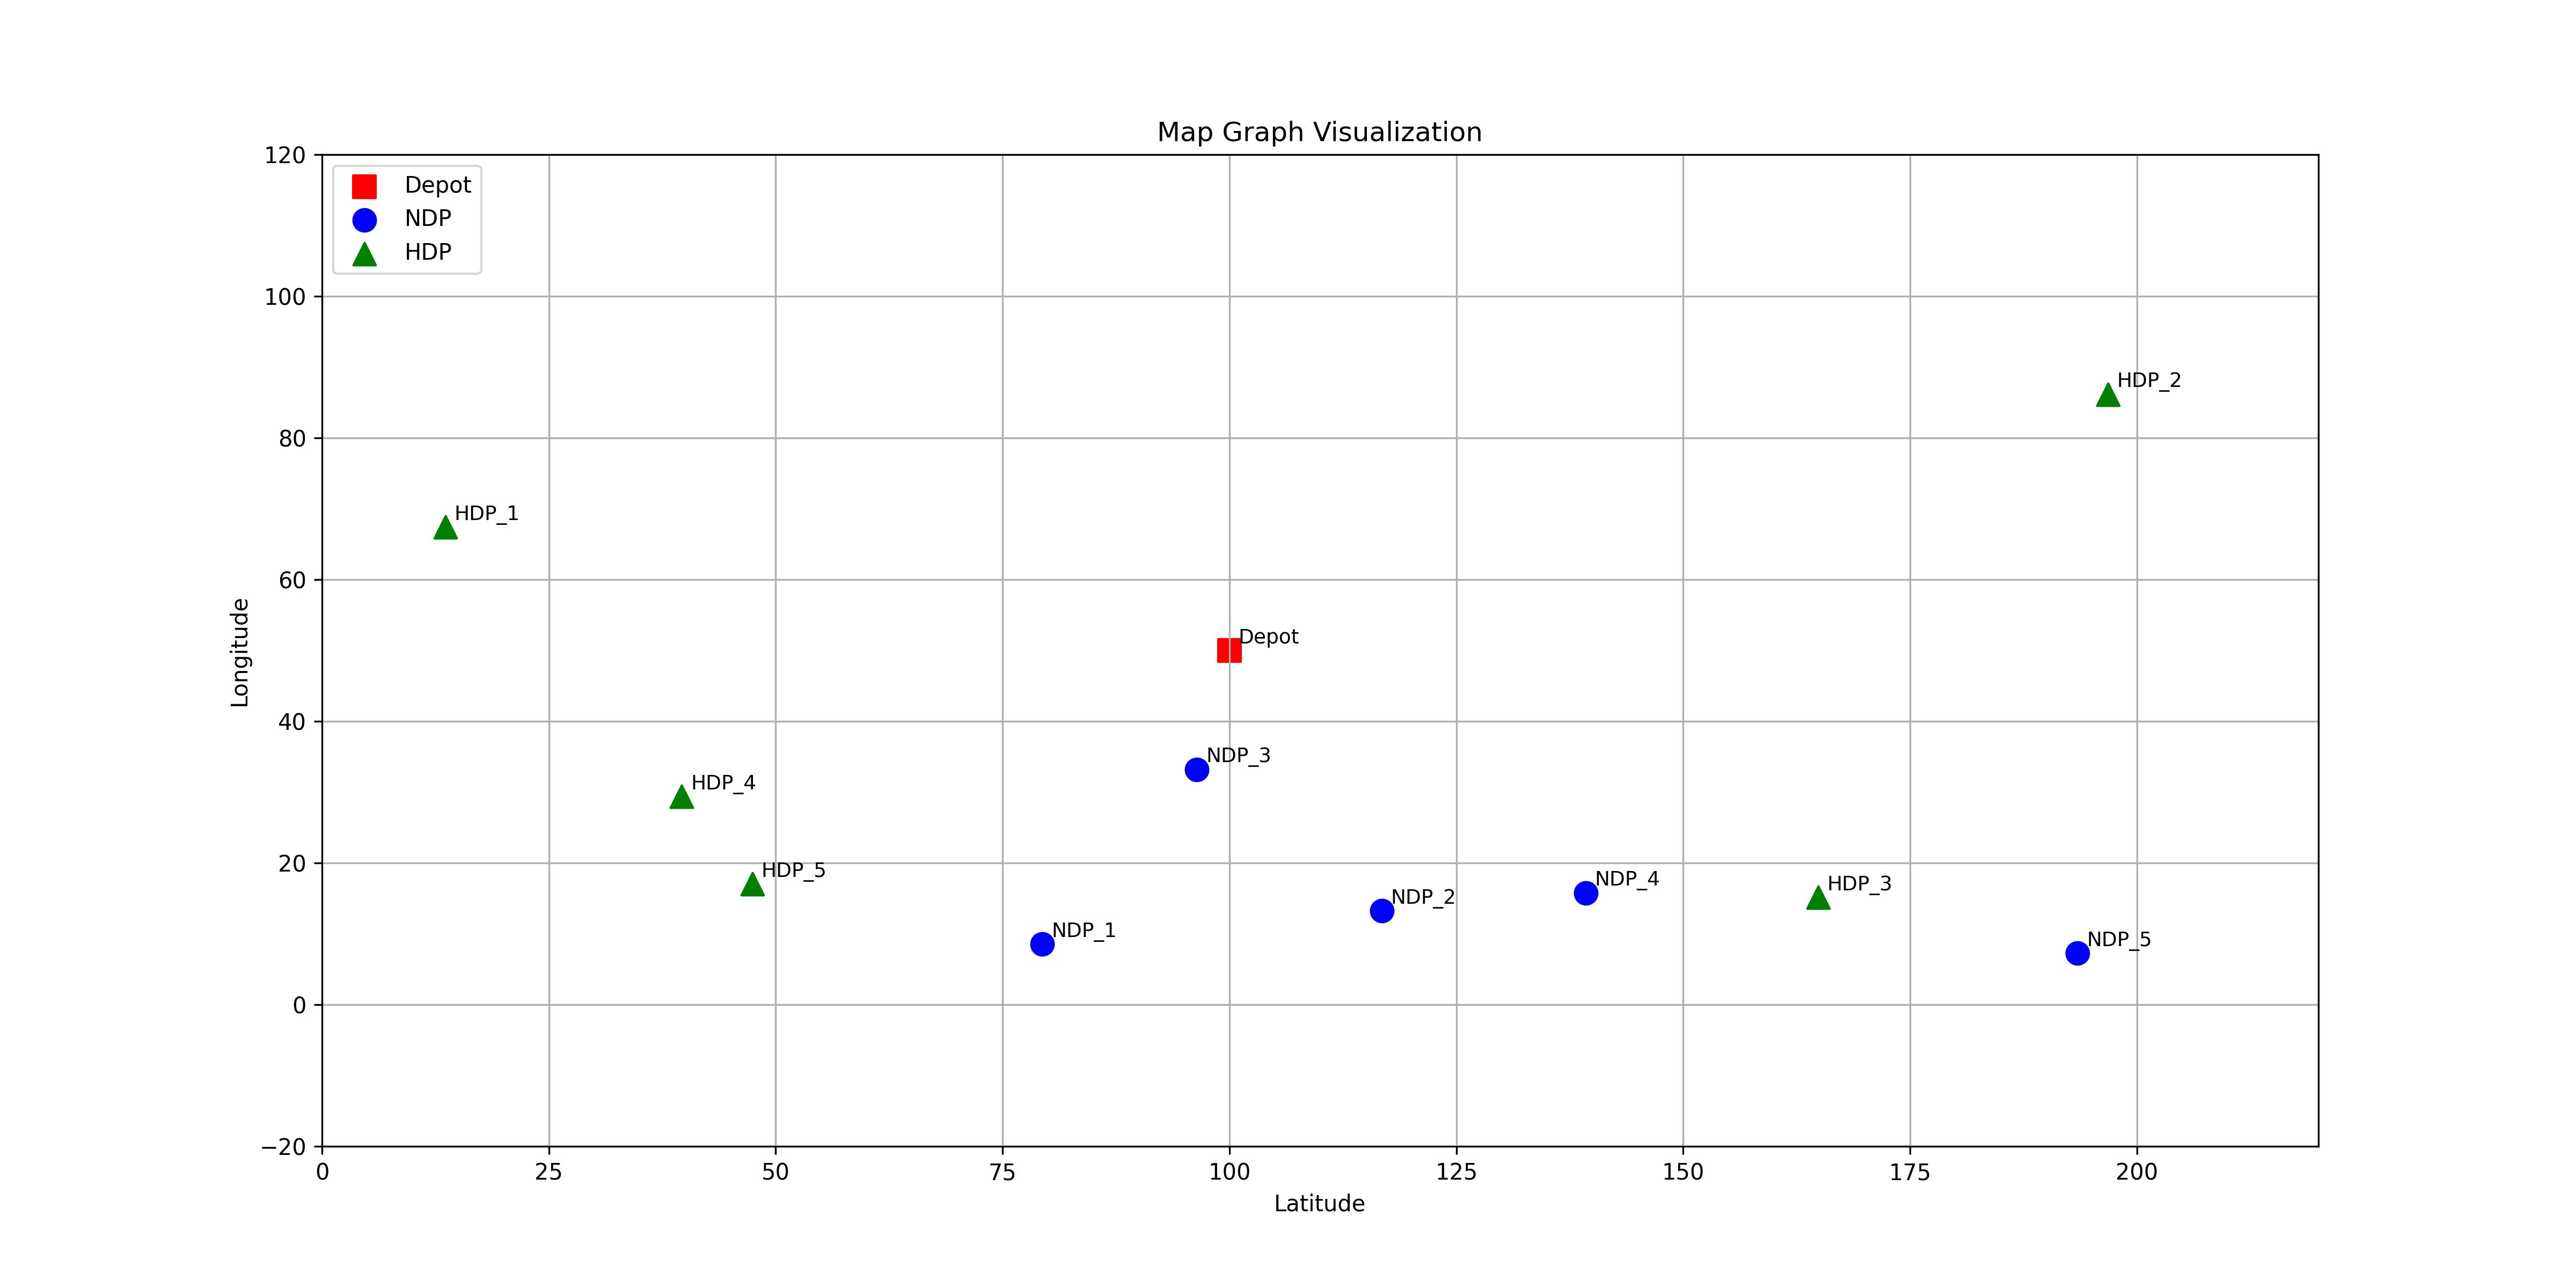 Map Graph Visualization
120
100
80
60
40
20
0
−20
Longitude
Depot
NDP
HDP
HDP_2
HDP_1
Depot
NDP_3
HDP_4
HDP_5
NDP_4
HDP_3
NDP_2
NDP_1
NDP_5
0 25 50 75 100 125 150 175 200
Latitude